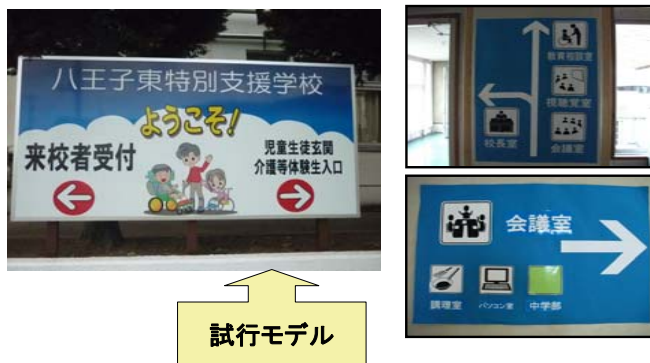 八王子東特別支援学校
ようこそ!
来校者受付
児童生徒玄関
介護等体験生入口
試行モデル
教育相談室
視聴覚室
校長室
会議室
会議室
調理室
パソコン室
中学部